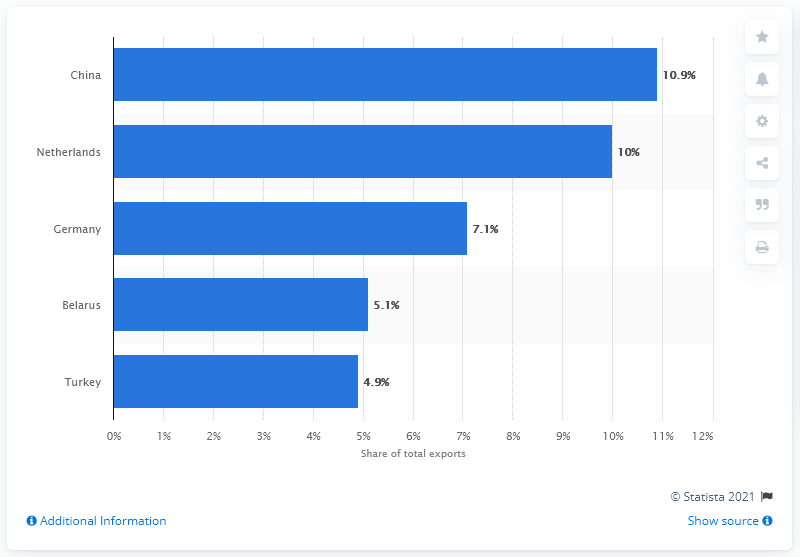 China
10.9%
Netherlands
10%
Germany
7.1%
Belarus
5.1%
Turkey
4.9%
0% 1% 2% 3% 4% 5% 6% 7% 8% 9% 10% 11% 12%
Share of total exports
© Statista 2021
Additional Information
Show source